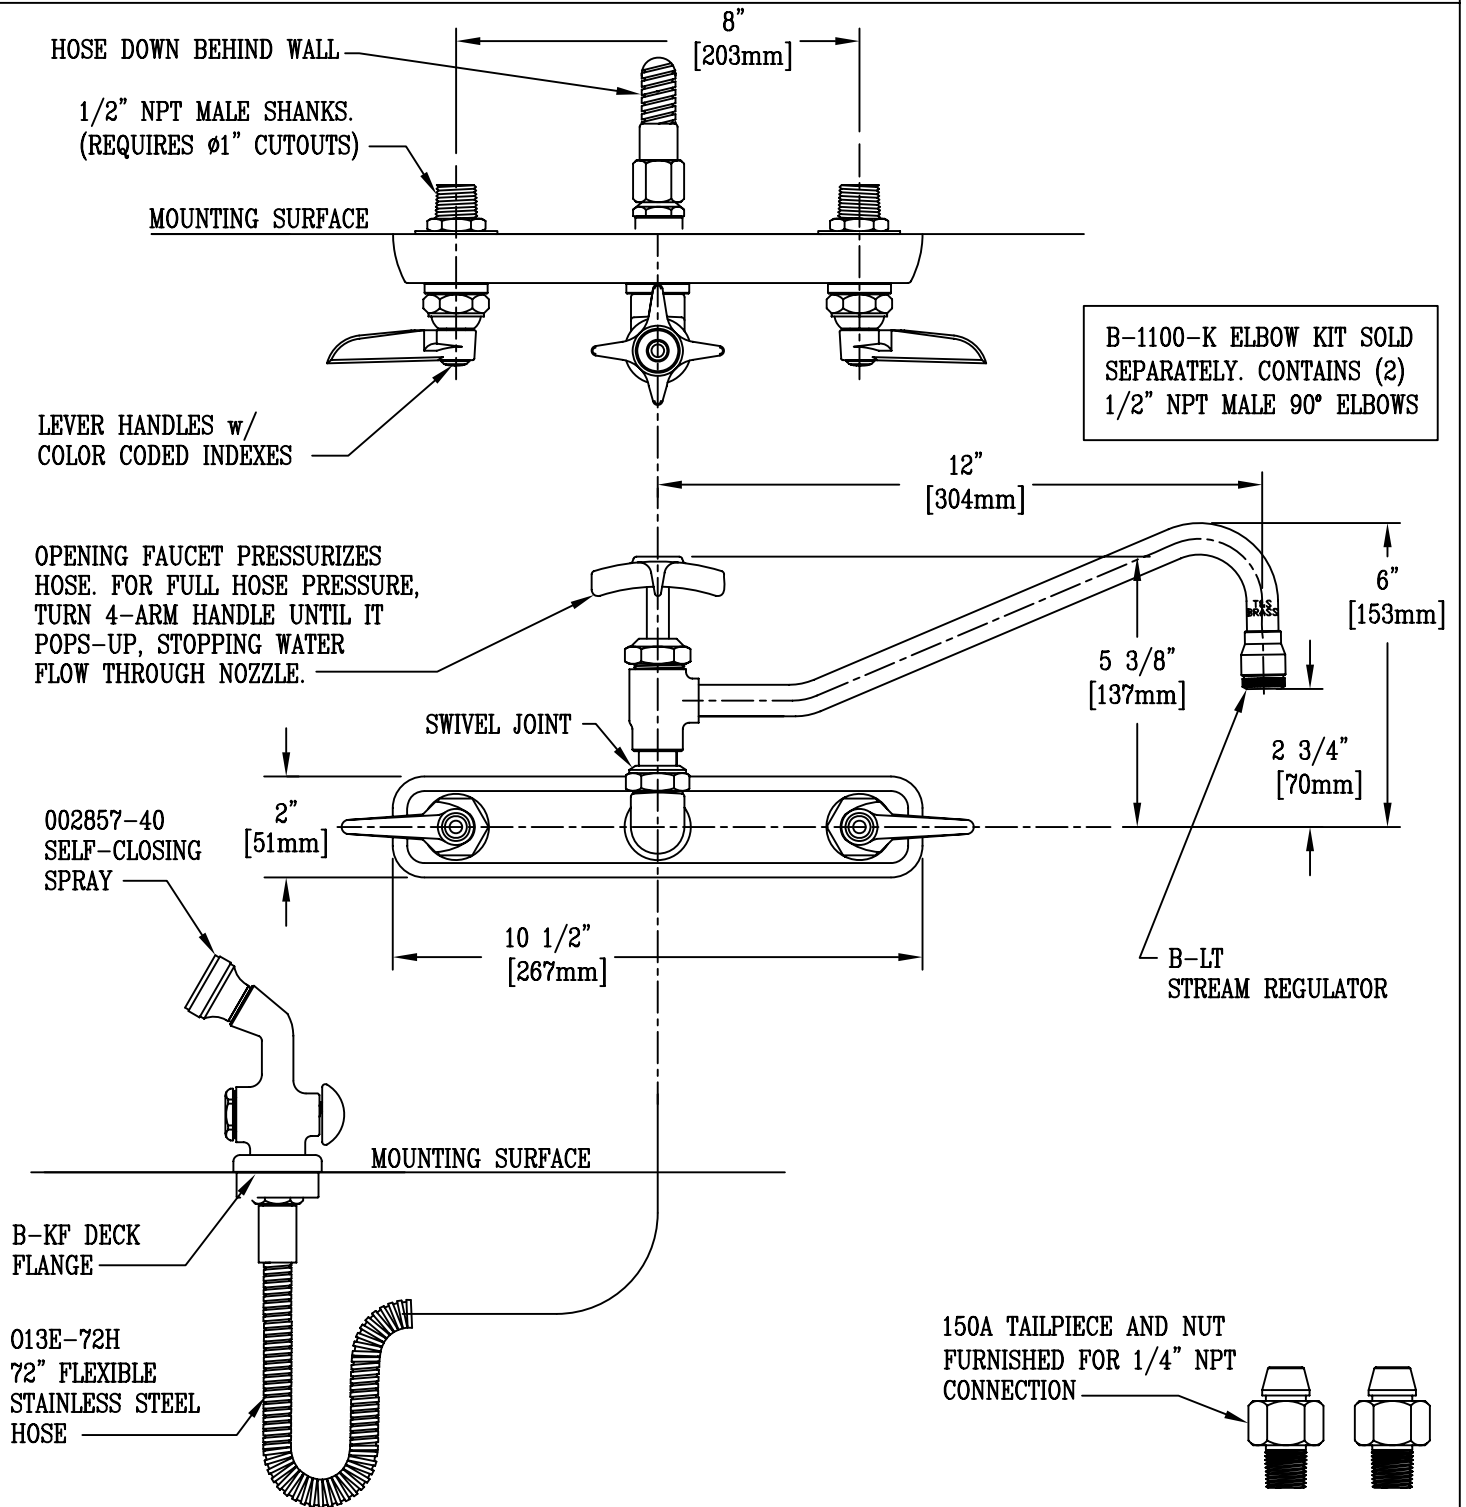 8"
[203mm]
HOSE DOWN BEHIND WALL
1/2" NPT MALE SHANKS.
(REQUIRES ø1" CUTOUTS)
MOUNTING SURFACE
B-1100-K ELBOW KIT SOLD
SEPARATELY. CONTAINS (2)
1/2" NPT MALE 90° ELBOWS
LEVER HANDLES w/
COLOR CODED INDEXES
12"
[304mm]
OPENING FAUCET PRESSURIZES
HOSE. FOR FULL HOSE PRESSURE,
TURN 4-ARM HANDLE UNTIL IT
POPS-UP, STOPPING WATER
FLOW THROUGH NOZZLE.
T&S
BRASS
6"
[153mm]
5 3/8"
[137mm]
SWIVEL JOINT
2 3/4"
[70mm]
2"
[51mm]
002857-40
SELF-CLOSING
SPRAY
10 1/2"
[267mm]
B-LT
STREAM REGULATOR
MOUNTING SURFACE
B-KF DECK
FLANGE
013E-72H
72" FLEXIBLE
STAINLESS STEEL
HOSE
150A TAILPIECE AND NUT
FURNISHED FOR 1/4" NPT
CONNECTION